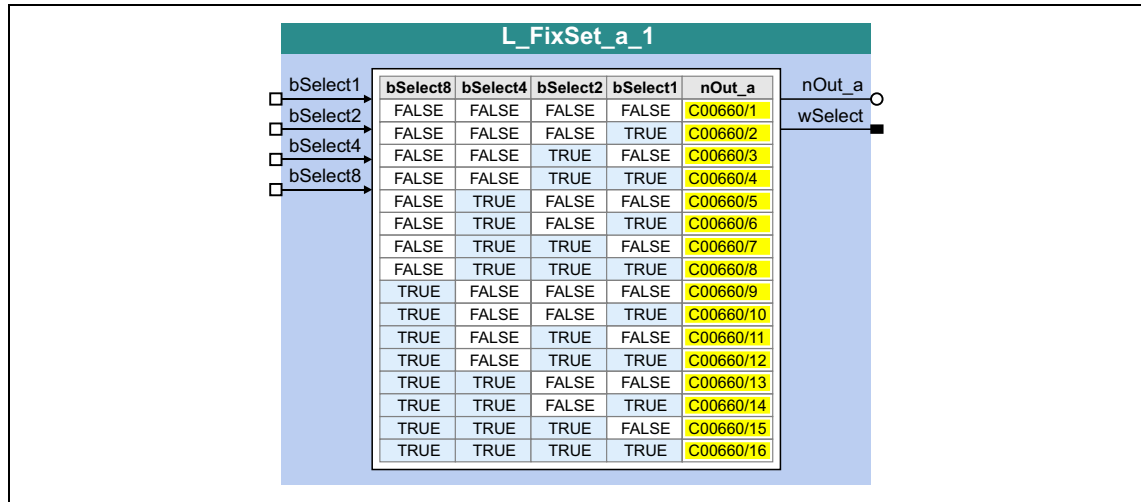 L_FixSet_a_1
bSelect1
bSelect2
bSelect4
bSelect8
bSelect8 bSelect4 bSelect2 bSelect1 nOut_a
FALSE FALSE FALSE FALSE C00660/1
FALSE FALSE FALSE TRUE C00660/2
FALSE FALSE TRUE FALSE C00660/3
FALSE FALSE TRUE TRUE C00660/4
FALSE TRUE FALSE FALSE C00660/5
FALSE TRUE FALSE TRUE C00660/6
FALSE TRUE TRUE FALSE C00660/7
FALSE TRUE TRUE TRUE C00660/8
TRUE FALSE FALSE FALSE C00660/9
TRUE FALSE FALSE TRUE C00660/10
TRUE FALSE TRUE FALSE C00660/11
TRUE FALSE TRUE TRUE C00660/12
TRUE TRUE FALSE FALSE C00660/13
TRUE TRUE FALSE TRUE C00660/14
TRUE TRUE TRUE FALSE C00660/15
TRUE TRUE TRUE TRUE C00660/16
nOut_a
wSelect